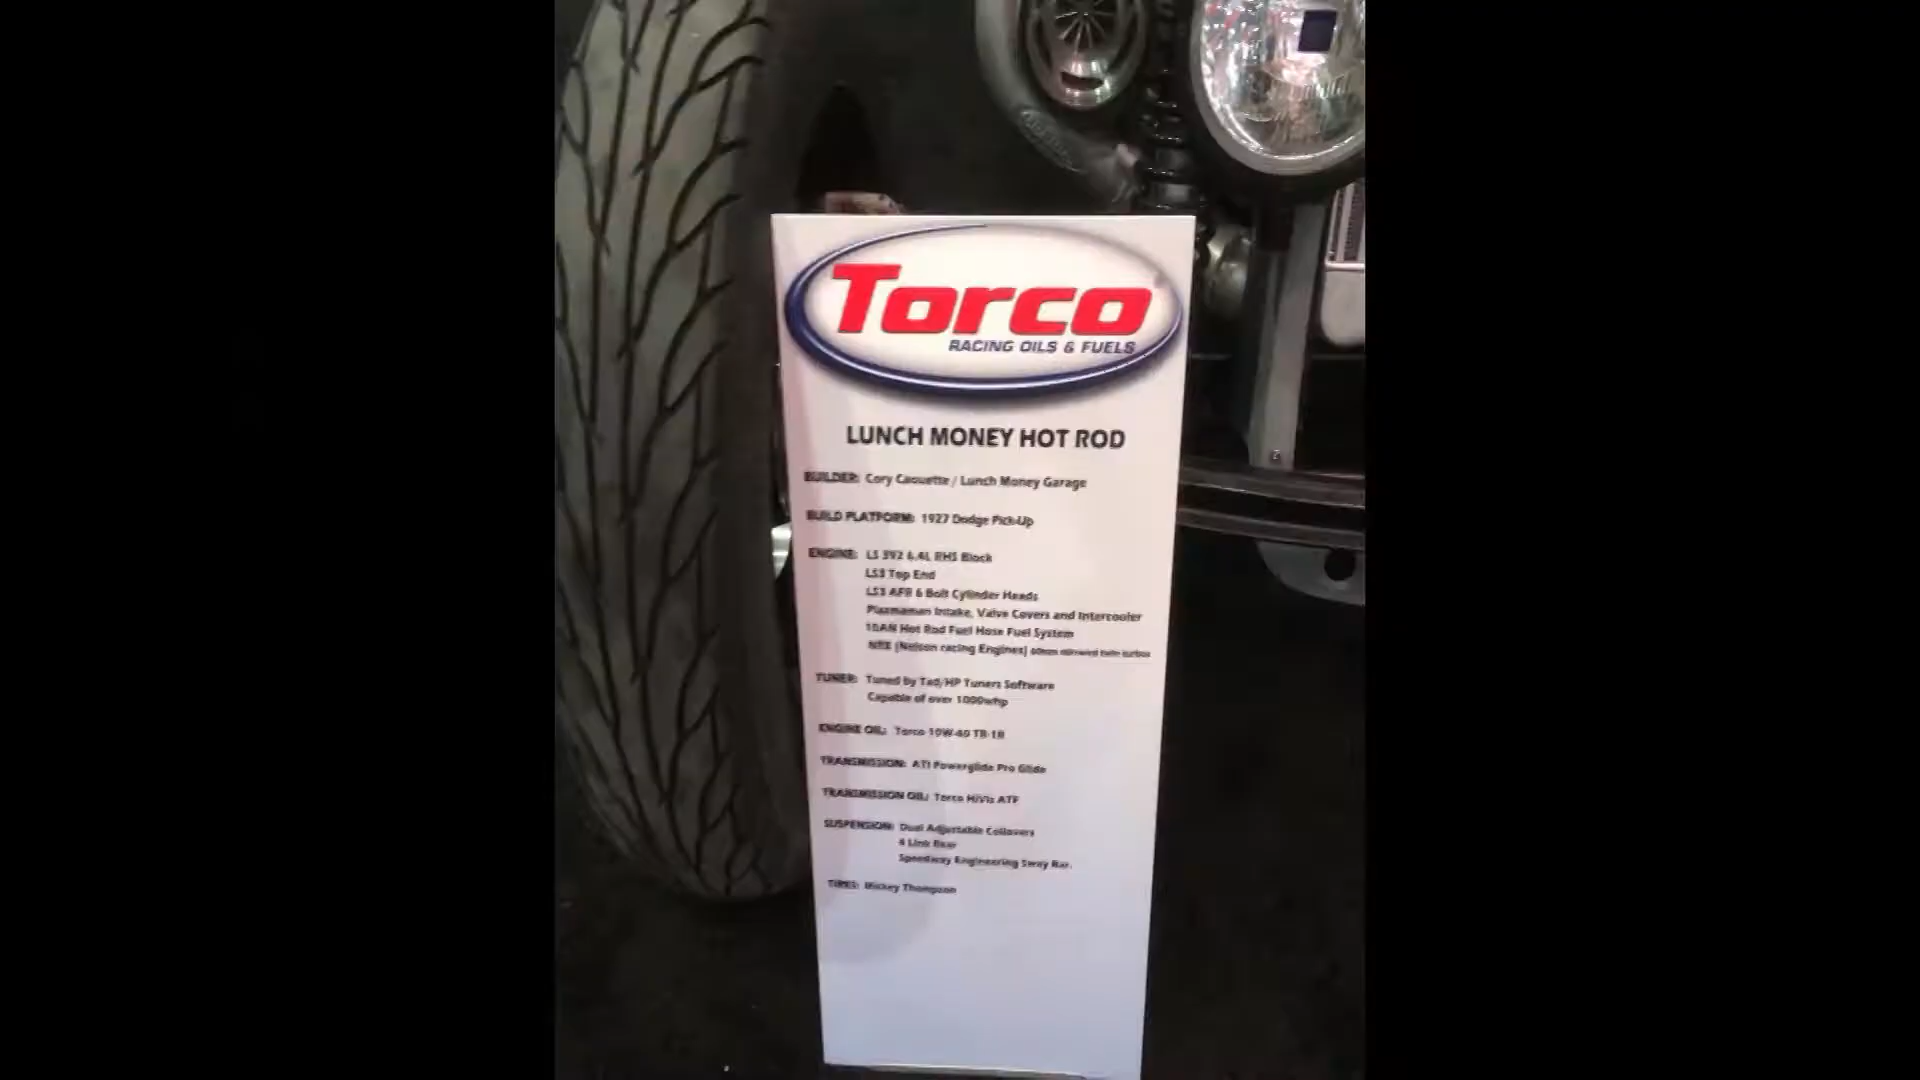 Torco
RACING OILS & FUELS
LUNCH MONEY HOT ROD
BUILDER: Cory Caouette / Lunch Money Garage
BUILD PLATFORM: 1927 Dodge Pick-Up
ENGINE: LS 392 6.4L RHS Block
LS3 Top End
LS3 AFR 6 Bolt Cylinder Heads
Plazmaman Intake, Valve Covers and Intercooler
10AN Hot Rod Fuel Hose Fuel System
NRE (Nelson racing Engines) mirrored twin turbos
TUNER: Tuned by Tad/HP Tuners Software
Capable of over 1000whp
ENGINE OIL: Torco 10W-40 TR-1R
TRANSMISSION: ATI Powerglide Pro Glide
TRANSMISSION OIL: Torco HiVis ATF
SUSPENSION: Dual Adjustable Coilovers
4 Link Rear
Speedway Engineering Sway Bar.
TIRES: Mickey Thompson